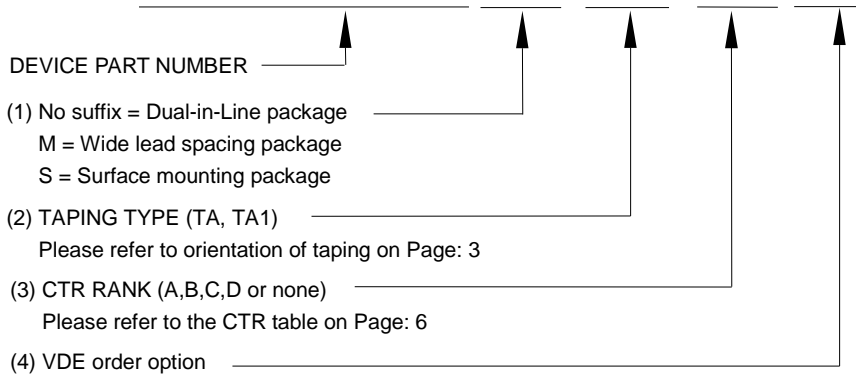 DEVICE PART NUMBER
(1) No suffix = Dual-in-Line package
M = Wide lead spacing package
S = Surface mounting package
(2) TAPING TYPE (TA, TA1)
Please refer to orientation of taping on Page: 3
(3) CTR RANK (A,B,C,D or none)
Please refer to the CTR table on Page: 6
(4) VDE order option